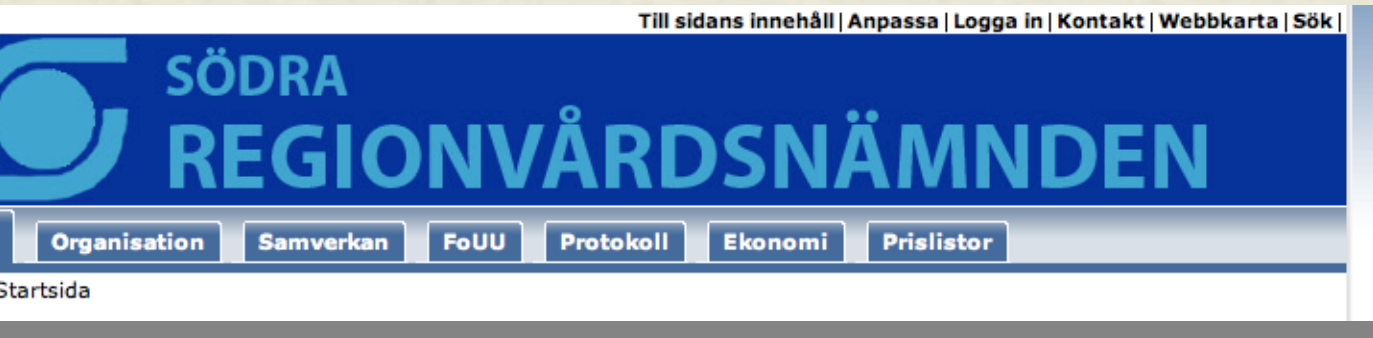 Till sidans innehåll | Anpassa | Logga in | Kontakt | Webbkarta | Sök |
SÖDRA
REGIONVÅRDSNÄMNDEN
Organisation Samverkan FoUU Protokoll Ekonomi Prislistor
Startsida